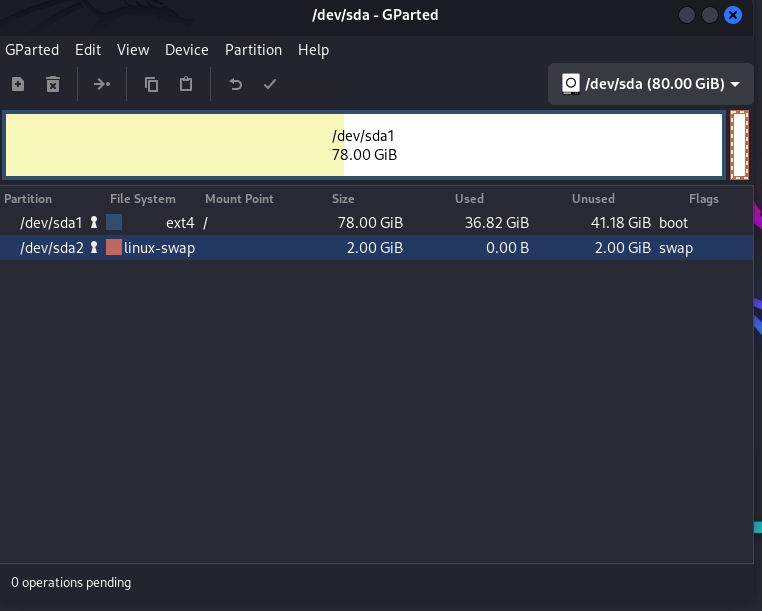 /dev/sda - GParted
GParted Edit View Device Partition Help
/dev/sda (80.00 GiB)
/dev/sda1
78.00 GiB
Partition File System Mount Point Size Used Unused Flags
/dev/sda1 ext4 / 78.00 GiB 36.82 GiB 41.18 GiB boot
/dev/sda2 linux-swap 2.00 GiB 0.00 B 2.00 GiB swap
0 operations pending